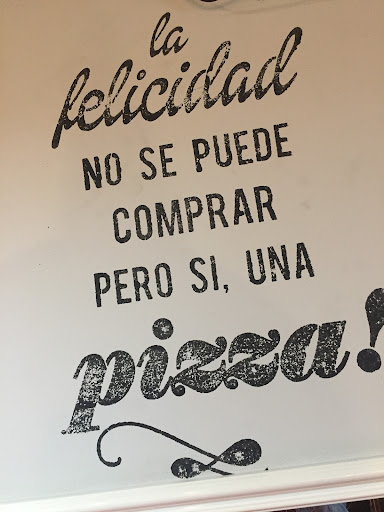 la
felicidad
NO SE PUEDE
COMPRAR
PERO SI, UNA
pizza!